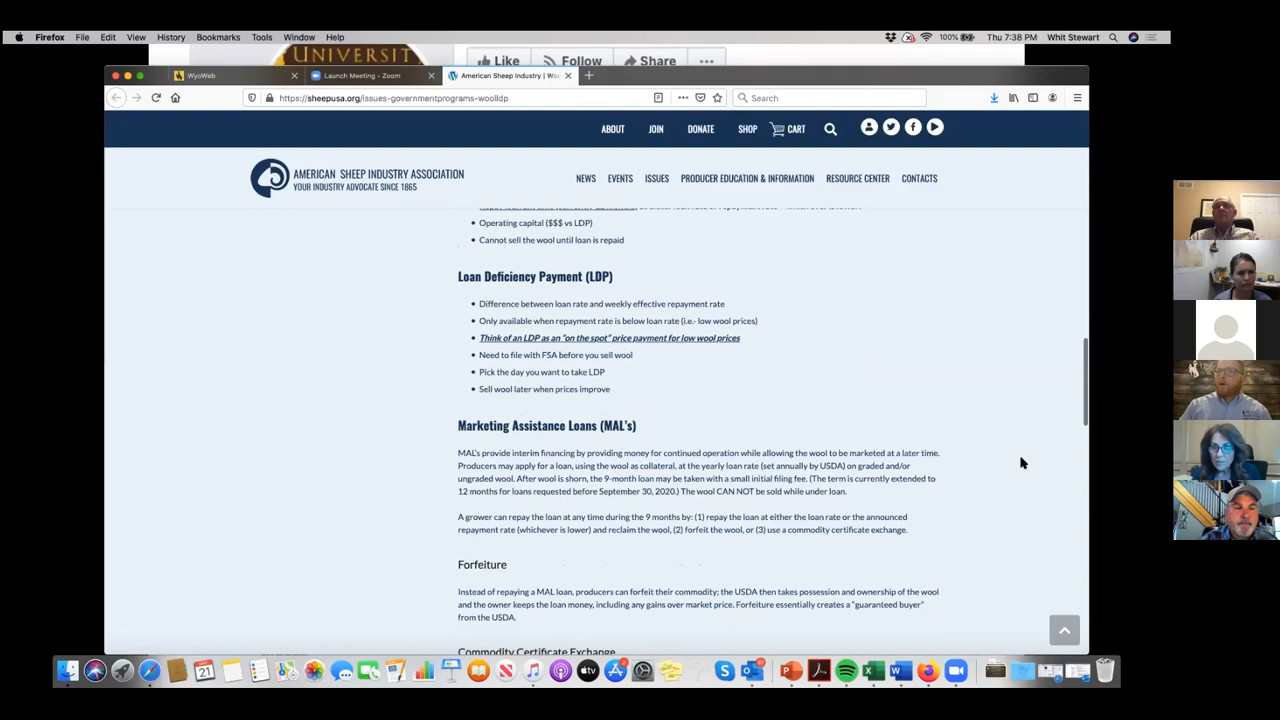 Firefox File Edit View History Bookmarks Tools Window Help 100% Thu 7:38 PM Whit Stewart
UNIVERSIT Like Follow Share
WyoWeb Launch Meeting - Zoom American Sheep Industry | Woo
https://sheepusa.org/issues-governmentprograms-woolldp Search
ABOUT JOIN DONATE SHOP CART
AMERICAN SHEEP INDUSTRY ASSOCIATION
YOUR INDUSTRY ADVOCATE SINCE 1865
NEWS EVENTS ISSUES PRODUCER EDUCATION & INFORMATION RESOURCE CENTER CONTACTS
• Operating capital ($$$ vs LDP)
• Cannot sell the wool until loan is repaid
Loan Deficiency Payment (LDP)
• Difference between loan rate and weekly effective repayment rate
• Only available when repayment rate is below loan rate (i.e.- low wool prices)
• Think of an LDP as an “on the spot” price payment for low wool prices
• Need to file with FSA before you sell wool
• Pick the day you want to take LDP
• Sell wool later when prices improve
Marketing Assistance Loans (MAL’s)
MAL’s provide interim financing by providing money for continued operation while allowing the wool to be marketed at a later time.
Producers may apply for a loan, using the wool as collateral, at the yearly loan rate (set annually by USDA) on graded and/or
ungraded wool. After wool is shorn, the 9-month loan may be taken with a small initial filing fee. (The term is currently extended to
12 months for loans requested before September 30, 2020.) The wool CAN NOT be sold while under loan.
A grower can repay the loan at any time during the 9 months by: (1) repay the loan at either the loan rate or the announced
repayment rate (whichever is lower) and reclaim the wool, (2) forfeit the wool, or (3) use a commodity certificate exchange.
Forfeiture
Instead of repaying a MAL loan, producers can forfeit their commodity; the USDA then takes possession and ownership of the wool
and the owner keeps the loan money, including any gains over market price. Forfeiture essentially creates a “guaranteed buyer”
from the USDA.
Commodity Certificate Exchange
21